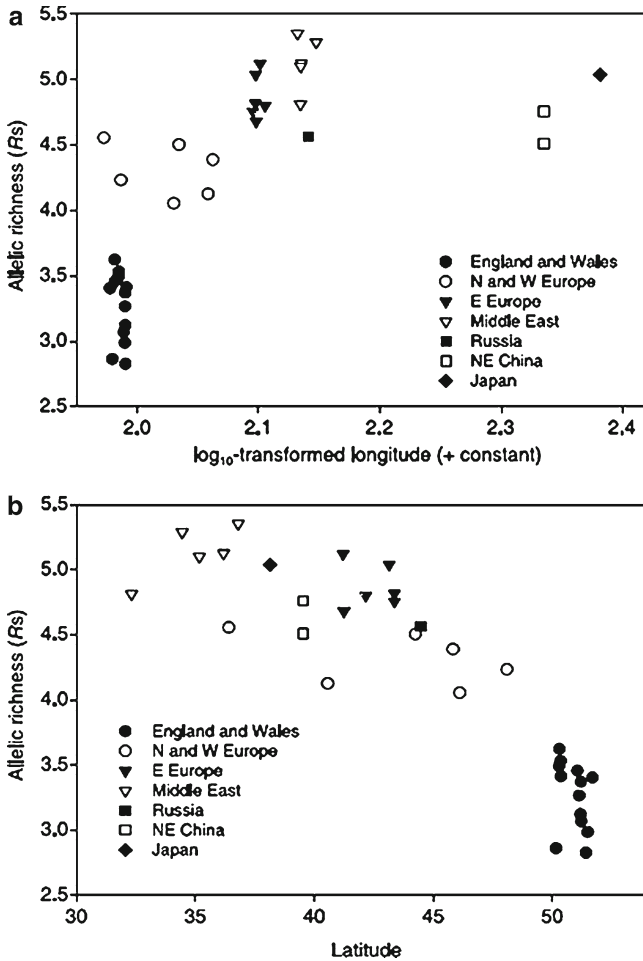 a
5.5
5.0
4.5
4.0
3.5
3.0
2.5
Allelic richness (Rs)
England and Wales
N and W Europe
E Europe
Middle East
Russia
NE China
Japan
2.0 2.1 2.2 2.3 2.4
log₁₀-transformed longitude (+ constant)
b
5.5
5.0
4.5
4.0
3.5
3.0
2.5
Allelic richness (Rs)
England and Wales
N and W Europe
E Europe
Middle East
Russia
NE China
Japan
30 35 40 45 50
Latitude